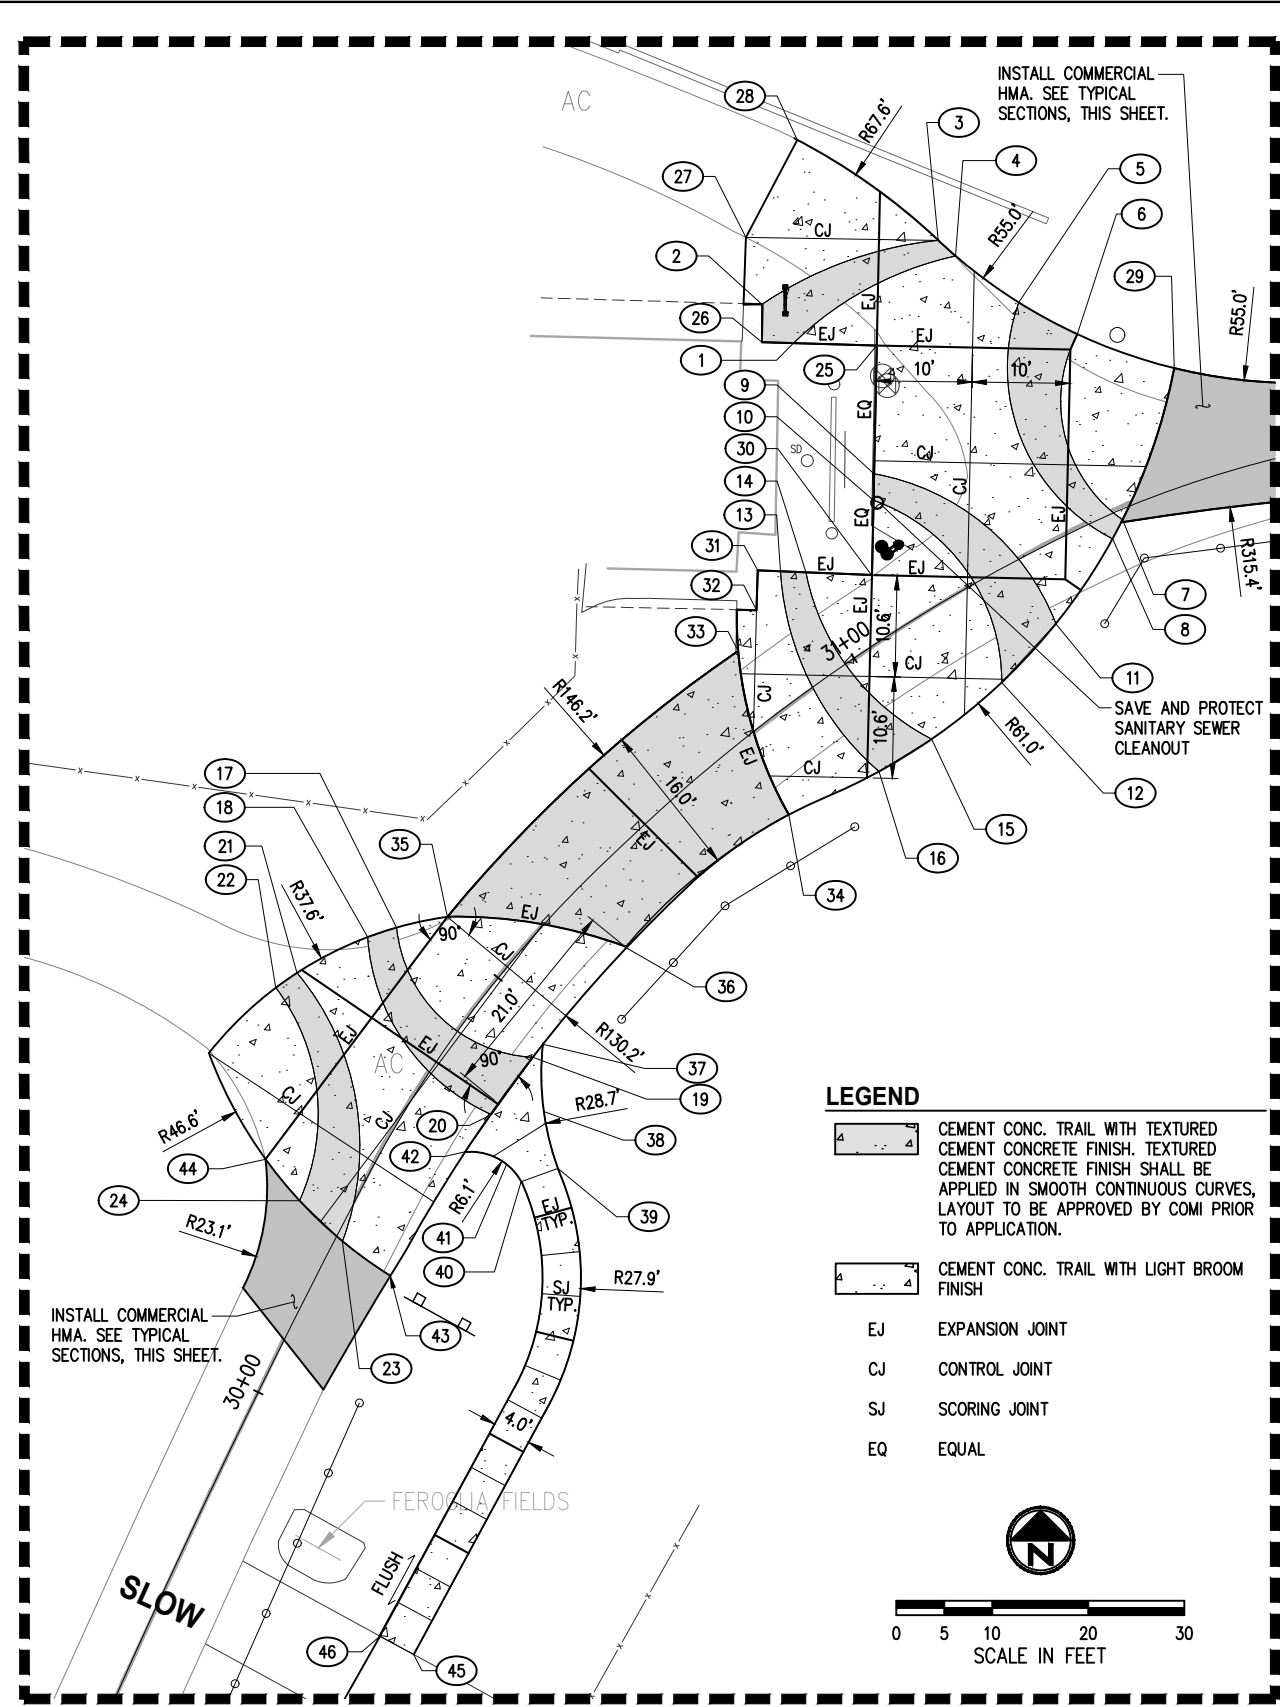 INSTALL COMMERCIAL
HMA. SEE TYPICAL
SECTIONS, THIS SHEET.
AC
28
R67.6'
3
4
27
5
CJ
R55.0'
6
2
29
EJ
26
EJ
EJ
R55.0'
1
25
10'
10'
9
EQ
10
30
SD
CJ
14
CJ
13
EQ
EJ
31
EJ
EJ
R315.4'
32
EJ
7
10.6'
33
31+00
8
CJ
R146.2'
CJ
11
SAVE AND PROTECT
SANITARY SEWER
CLEANOUT
EJ
10.6'
R61.0'
CJ
17
16.0'
12
18
EJ
15
21
35
16
22
34
R37.6'
EJ
90°
CJ
36
21.0'
EJ
EJ
R130.2'
AC
90°
37
CJ
19
R28.7'
R46.6'
CJ
20
38
42
44
24
R6.1'
EJ
TYP.
39
R23.1'
41
40
SJ
TYP.
R27.9'
INSTALL COMMERCIAL
HMA. SEE TYPICAL
SECTIONS, THIS SHEET.
43
23
30+00
4.0'
FEROGLIA FIELDS
FLUSH
SLOW
46
45
LEGEND
CEMENT CONC. TRAIL WITH TEXTURED
CEMENT CONCRETE FINISH. TEXTURED
CEMENT CONCRETE FINISH SHALL BE
APPLIED IN SMOOTH CONTINUOUS CURVES,
LAYOUT TO BE APPROVED BY COMI PRIOR
TO APPLICATION.
CEMENT CONC. TRAIL WITH LIGHT BROOM
FINISH
EJ EXPANSION JOINT
CJ CONTROL JOINT
SJ SCORING JOINT
EQ EQUAL
N
0 5 10 20 30
SCALE IN FEET